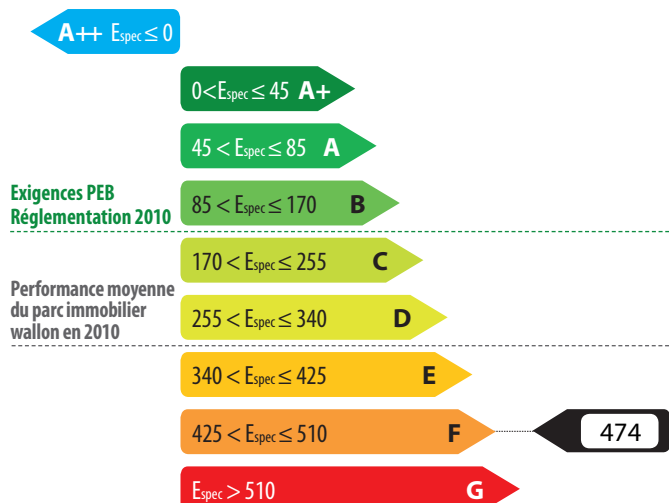 A++ Espec ≤ 0
0<Espec ≤ 45 A+
45 < Espec ≤ 85 A
Exigences PEB
Réglementation 2010
85 < Espec ≤ 170 B
170 < Espec ≤ 255 C
Performance moyenne
du parc immobilier
wallon en 2010
255 < Espec ≤ 340 D
340 < Espec ≤ 425 E
425 < Espec ≤ 510 F
474
Espec > 510 G